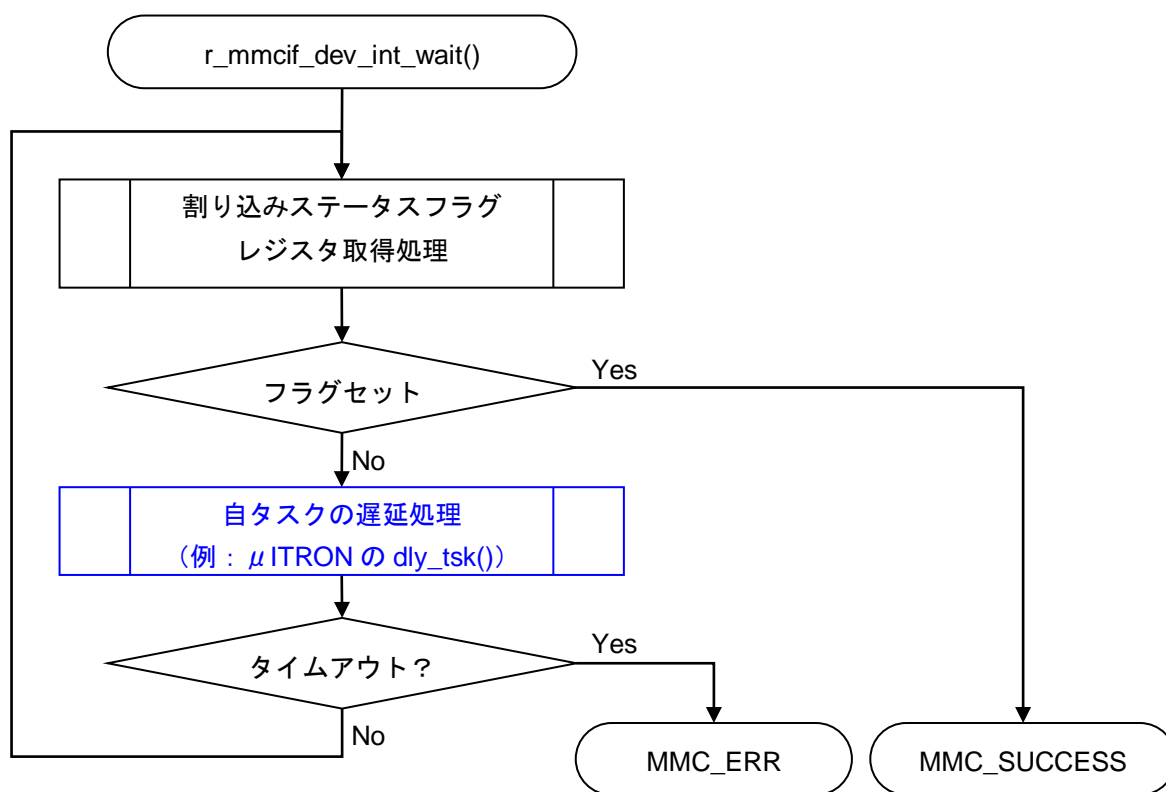 r_mmcif_dev_int_wait()
割り込みステータスフラグ
レジスタ取得処理
フラグセット
Yes
No
自タスクの遅延処理
（例：μITRON の dly_tsk()）
タイムアウト？
Yes
No
MMC_ERR
MMC_SUCCESS